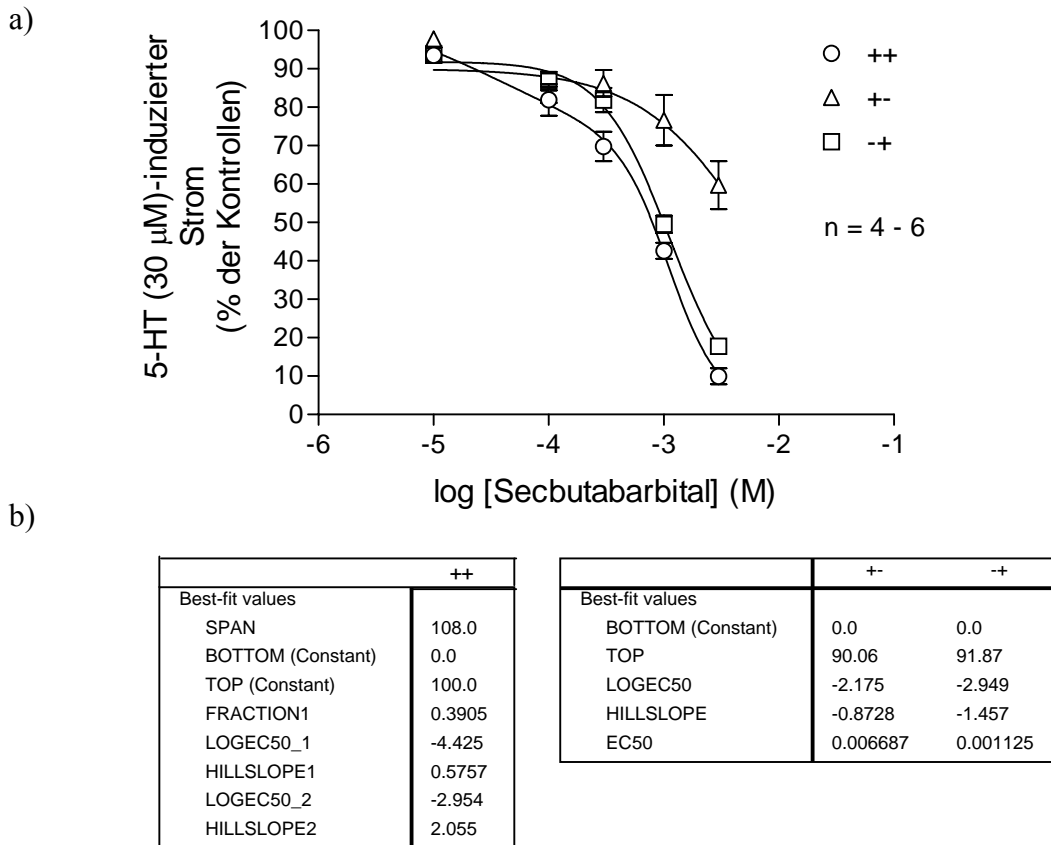 a)
5-HT (30 μM)-induzierter
Strom
(% der Kontrollen)
100
90
80
70
60
50
40
30
20
10
0
-6
-5
-4
-3
-2
-1
log [Secbutabarbital] (M)
++
+-
-+
n = 4 - 6
b)
++
Best-fit values
SPAN 108.0
BOTTOM (Constant) 0.0
TOP (Constant) 100.0
FRACTION1 0.3905
LOGEC50_1 -4.425
HILLSLOPE1 0.5757
LOGEC50_2 -2.954
HILLSLOPE2 2.055
+- -+
Best-fit values
BOTTOM (Constant) 0.0 0.0
TOP 90.06 91.87
LOGEC50 -2.175 -2.949
HILLSLOPE -0.8728 -1.457
EC50 0.006687 0.001125